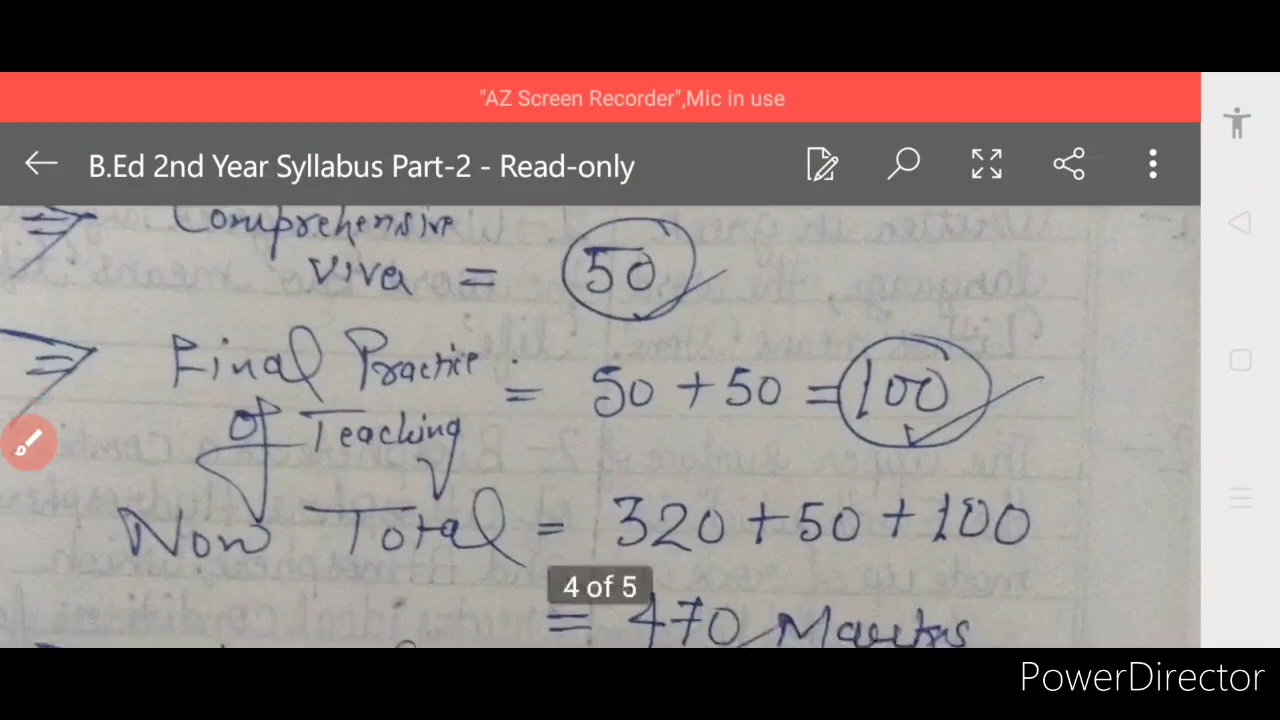 "AZ Screen Recorder",Mic in use
B.Ed 2nd Year Syllabus Part-2 - Read-only
⇒ Comprehensive
Viva = 50
⇒ Final Practice
of Teaching = 50 + 50 = 100
Now Total = 320 + 50 + 100
4 of 5
= 470 Marks
PowerDirector